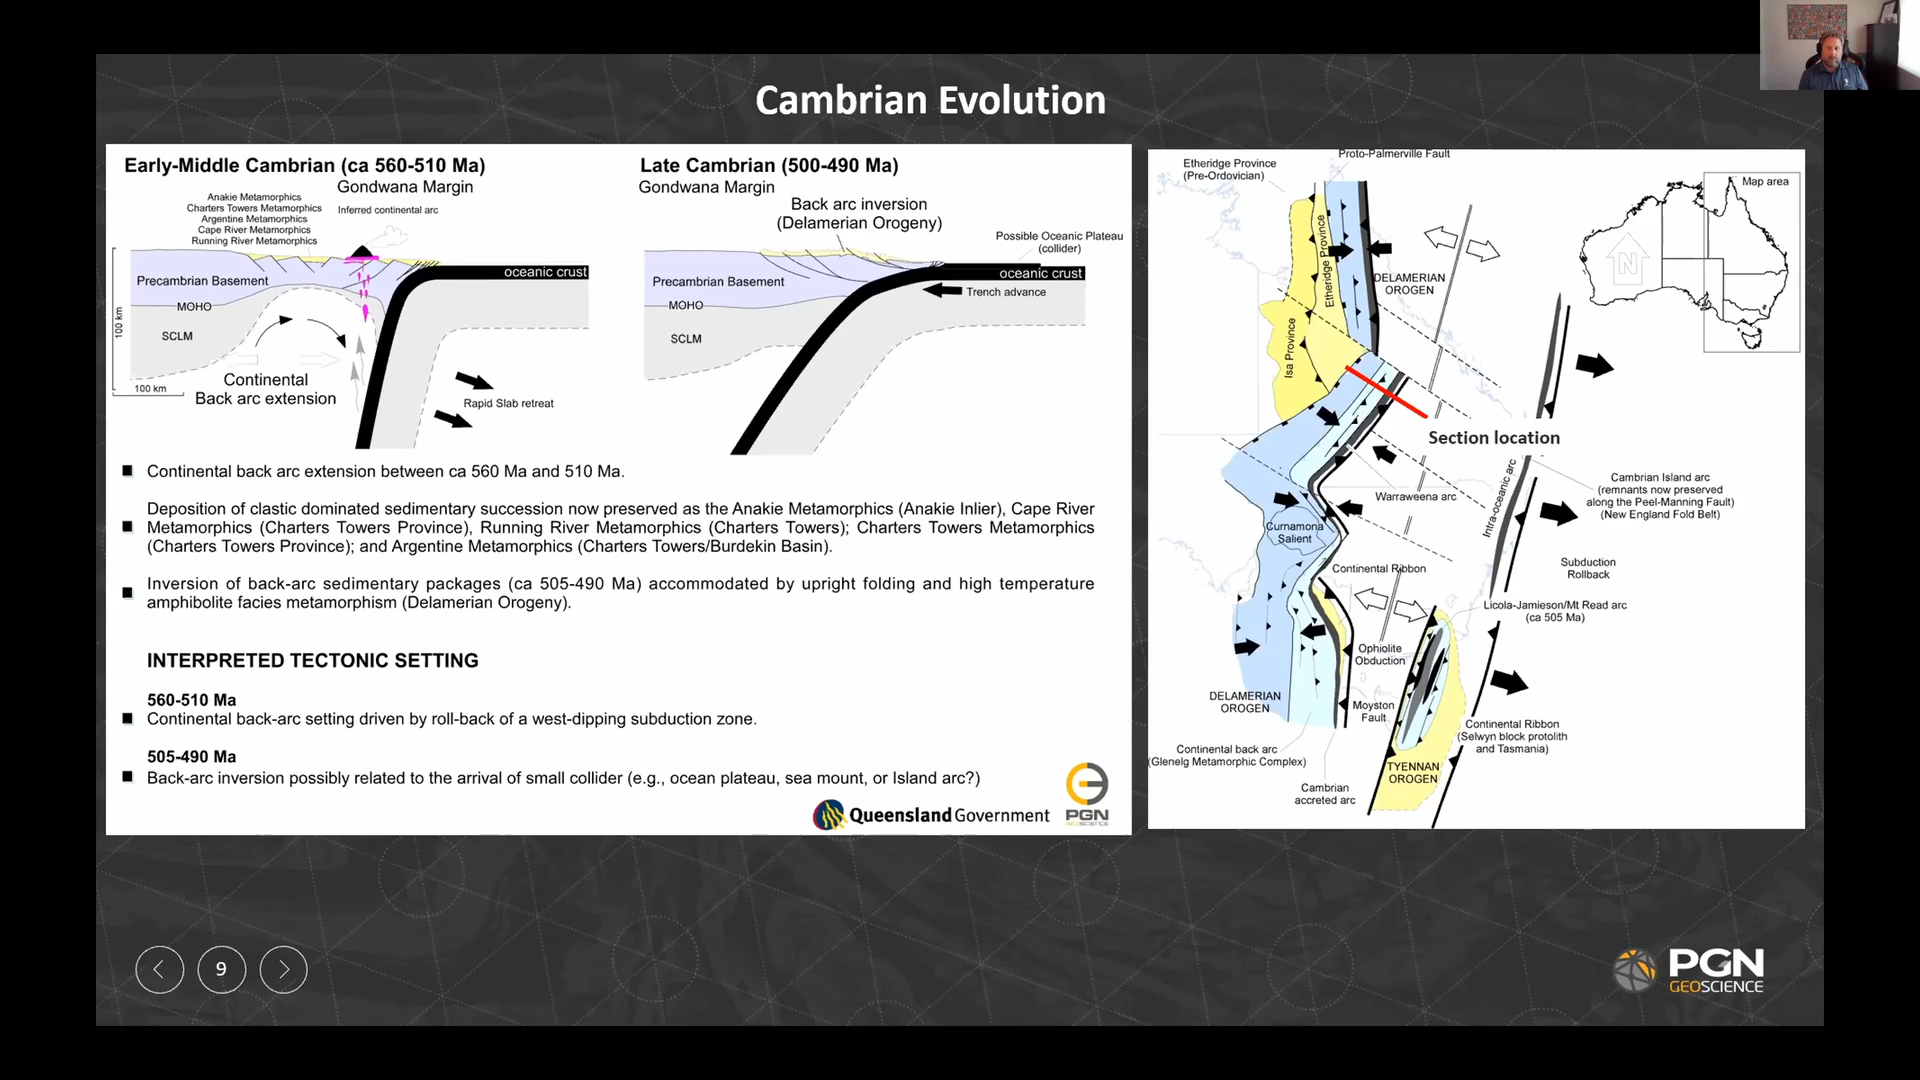 Cambrian Evolution
Early-Middle Cambrian (ca 560-510 Ma)
Gondwana Margin
Anakie Metamorphics
Charters Towers Metamorphics
Argentine Metamorphics
Cape River Metamorphics
Running River Metamorphics
Inferred continental arc
oceanic crust
Precambrian Basement
MOHO
SCLM
100 km
100 km
Continental
Back arc extension
Rapid Slab retreat
Late Cambrian (500-490 Ma)
Gondwana Margin
Back arc inversion
(Delamerian Orogeny)
Possible Oceanic Plateau
(collider)
oceanic crust
Precambrian Basement
Trench advance
MOHO
SCLM
Continental back arc extension between ca 560 Ma and 510 Ma.
Deposition of clastic dominated sedimentary succession now preserved as the Anakie Metamorphics (Anakie Inlier), Cape River
Metamorphics (Charters Towers Province), Running River Metamorphics (Charters Towers); Charters Towers Metamorphics
(Charters Towers Province); and Argentine Metamorphics (Charters Towers/Burdekin Basin).
Inversion of back-arc sedimentary packages (ca 505-490 Ma) accommodated by upright folding and high temperature
amphibolite facies metamorphism (Delamerian Orogeny).
INTERPRETED TECTONIC SETTING
560-510 Ma
Continental back-arc setting driven by roll-back of a west-dipping subduction zone.
505-490 Ma
Back-arc inversion possibly related to the arrival of small collider (e.g., ocean plateau, sea mount, or Island arc?)
Queensland Government
PGN
GEOSCIENCE
Etheridge Province
(Pre-Ordovician)
Proto-Palmerville Fault
Map area
N
Etheridge Province
DELAMERIAN
OROGEN
Isa Province
Section location
Warraweena arc
Intra-oceanic arc
Cambrian Island arc
(remnants now preserved
along the Peel-Manning Fault)
(New England Fold Belt)
Curnamona
Salient
Continental Ribbon
Subduction
Rollback
Licola-Jamieson/Mt Read arc
(ca 505 Ma)
Ophiolite
Obduction
DELAMERIAN
OROGEN
Moyston
Fault
Continental Ribbon
(Selwyn block protolith
and Tasmania)
Continental back arc
(Glenelg Metamorphic Complex)
TYENNAN
OROGEN
Cambrian
accreted arc
9
PGN
GEOSCIENCE